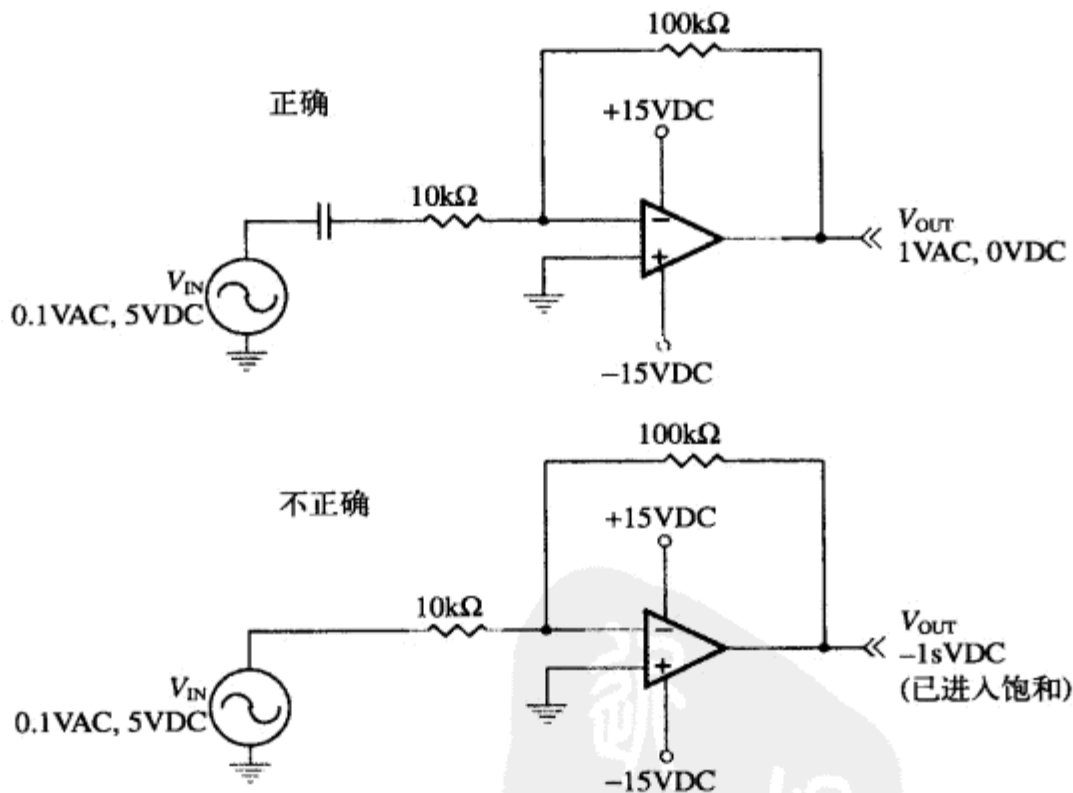 100kΩ
正确
+15VDC
10kΩ
−
+
V_IN
0.1VAC, 5VDC
V_OUT
1VAC, 0VDC
−15VDC
100kΩ
不正确
+15VDC
10kΩ
−
+
V_IN
0.1VAC, 5VDC
V_OUT
−1sVDC
(已进入饱和)
−15VDC